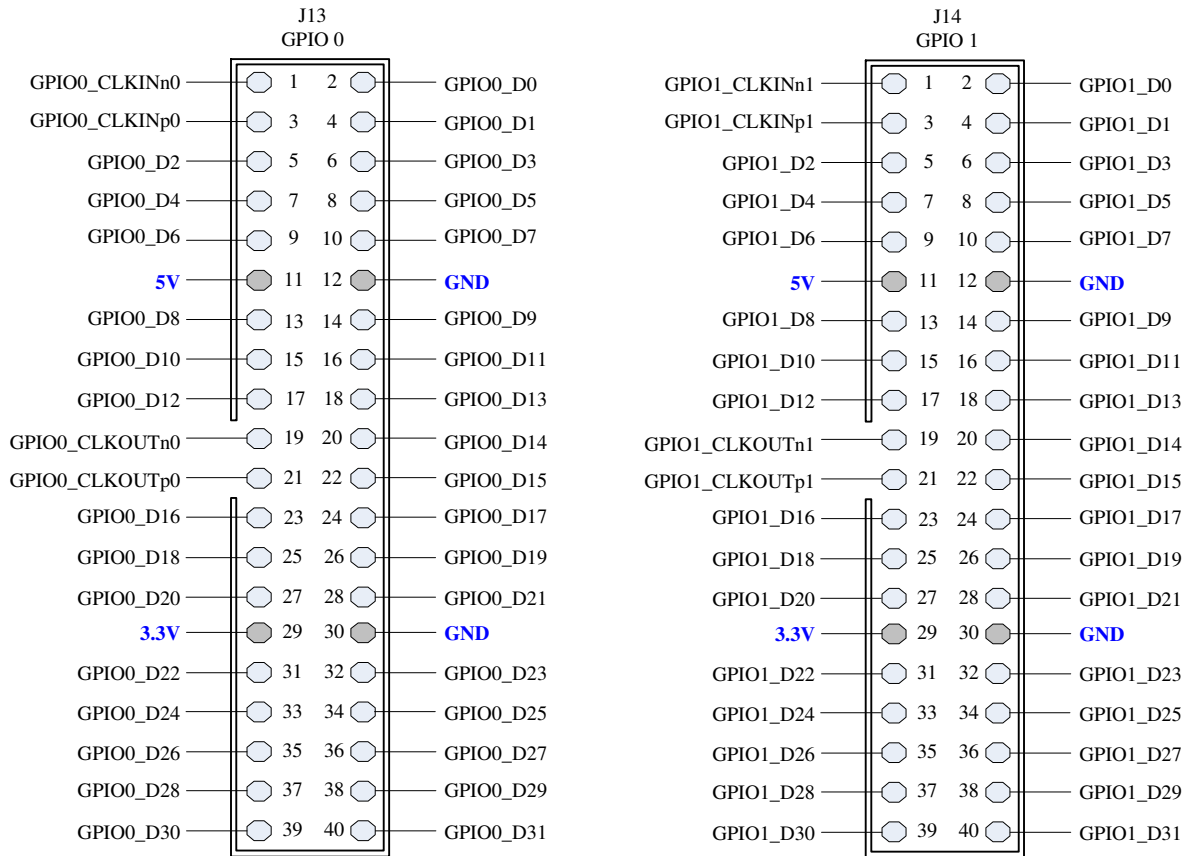 J13
GPIO 0
GPIO0_CLKINn0 1 2 GPIO0_D0
GPIO0_CLKINp0 3 4 GPIO0_D1
GPIO0_D2 5 6 GPIO0_D3
GPIO0_D4 7 8 GPIO0_D5
GPIO0_D6 9 10 GPIO0_D7
5V 11 12 GND
GPIO0_D8 13 14 GPIO0_D9
GPIO0_D10 15 16 GPIO0_D11
GPIO0_D12 17 18 GPIO0_D13
GPIO0_CLKOUTn0 19 20 GPIO0_D14
GPIO0_CLKOUTp0 21 22 GPIO0_D15
GPIO0_D16 23 24 GPIO0_D17
GPIO0_D18 25 26 GPIO0_D19
GPIO0_D20 27 28 GPIO0_D21
3.3V 29 30 GND
GPIO0_D22 31 32 GPIO0_D23
GPIO0_D24 33 34 GPIO0_D25
GPIO0_D26 35 36 GPIO0_D27
GPIO0_D28 37 38 GPIO0_D29
GPIO0_D30 39 40 GPIO0_D31
J14
GPIO 1
GPIO1_CLKINn1 1 2 GPIO1_D0
GPIO1_CLKINp1 3 4 GPIO1_D1
GPIO1_D2 5 6 GPIO1_D3
GPIO1_D4 7 8 GPIO1_D5
GPIO1_D6 9 10 GPIO1_D7
5V 11 12 GND
GPIO1_D8 13 14 GPIO1_D9
GPIO1_D10 15 16 GPIO1_D11
GPIO1_D12 17 18 GPIO1_D13
GPIO1_CLKOUTn1 19 20 GPIO1_D14
GPIO1_CLKOUTp1 21 22 GPIO1_D15
GPIO1_D16 23 24 GPIO1_D17
GPIO1_D18 25 26 GPIO1_D19
GPIO1_D20 27 28 GPIO1_D21
3.3V 29 30 GND
GPIO1_D22 31 32 GPIO1_D23
GPIO1_D24 33 34 GPIO1_D25
GPIO1_D26 35 36 GPIO1_D27
GPIO1_D28 37 38 GPIO1_D29
GPIO1_D30 39 40 GPIO1_D31